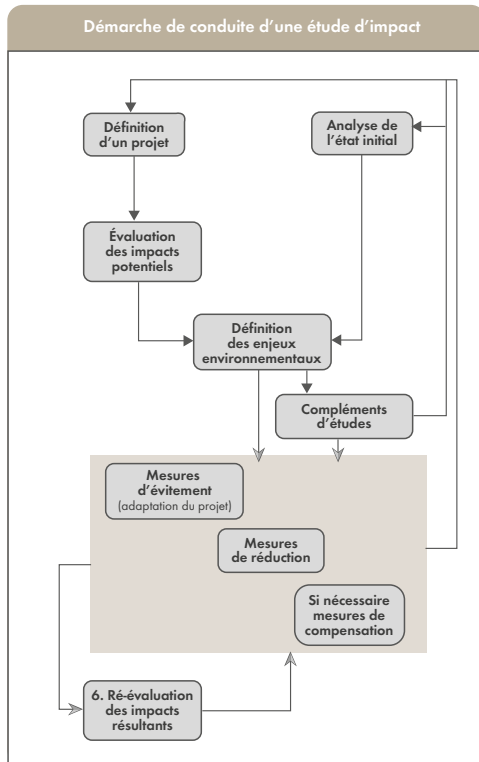 Démarche de conduite d’une étude d’impact
Définition
d’un projet
Analyse de
l’état initial
Évaluation
des impacts
potentiels
Définition
des enjeux
environnementaux
Compléments
d’études
Mesures
d’évitement
(adaptation du projet)
Mesures
de réduction
Si nécessaire
mesures de
compensation
6. Ré-évaluation
des impacts
résultants